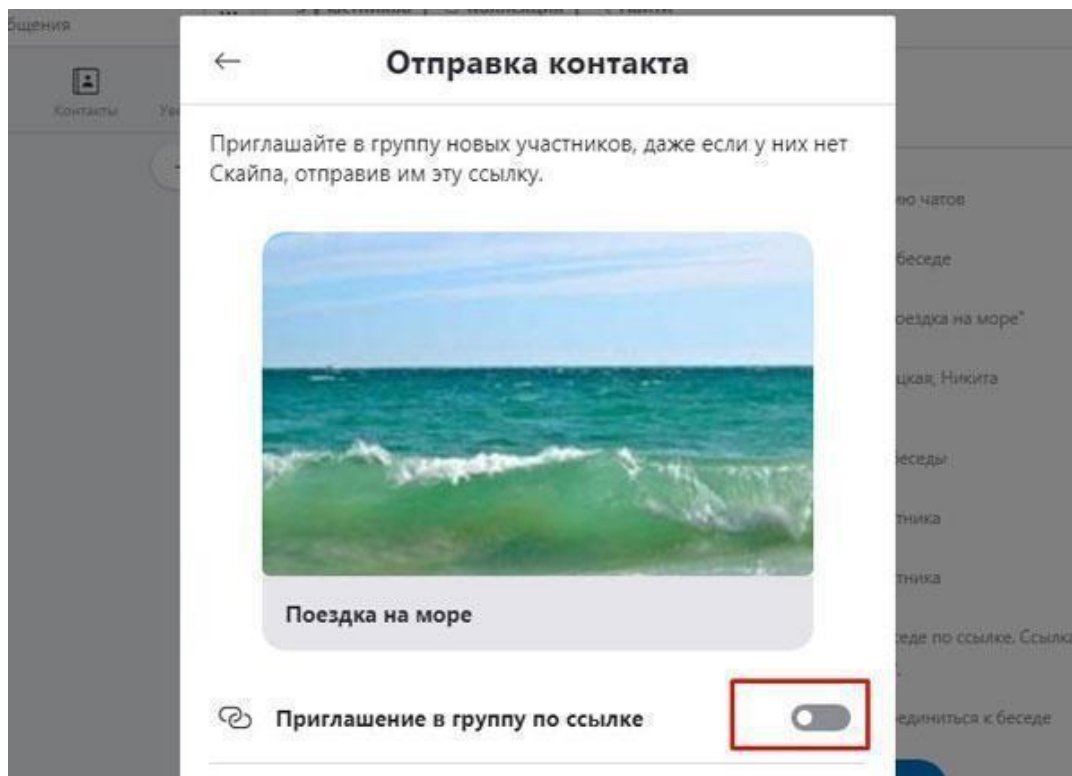 бщения
Отправка контакта
Контакты
Приглашайте в группу новых участников, даже если у них нет
Скайпа, отправив им эту ссылку.
ию чатов
беседе
оездка на море"
цкая, Никита
беседы
тника
тника
Поездка на море
еде по ссылке. Ссылк
Приглашение в группу по ссылке
единиться к беседе